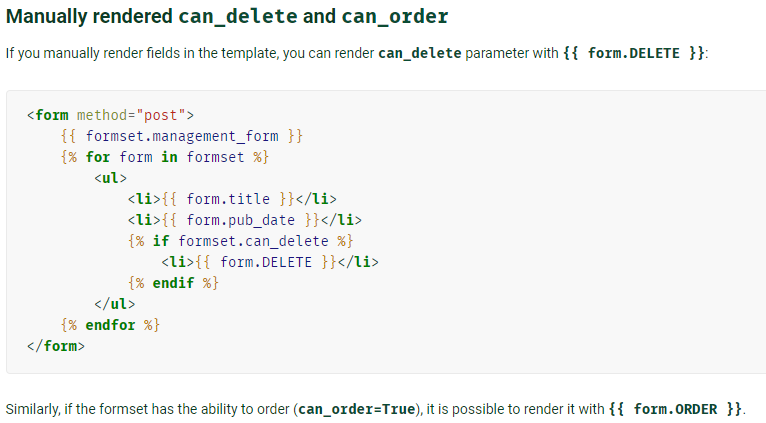 Manually rendered can_delete and can_order
If you manually render fields in the template, you can render can_delete parameter with {{ form.DELETE }}:
<form method="post">
    {{ formset.management_form }}
    {% for form in formset %}
        <ul>
            <li>{{ form.title }}</li>
            <li>{{ form.pub_date }}</li>
            {% if formset.can_delete %}
                <li>{{ form.DELETE }}</li>
            {% endif %}
        </ul>
    {% endfor %}
</form>
Similarly, if the formset has the ability to order (can_order=True), it is possible to render it with {{ form.ORDER }}.